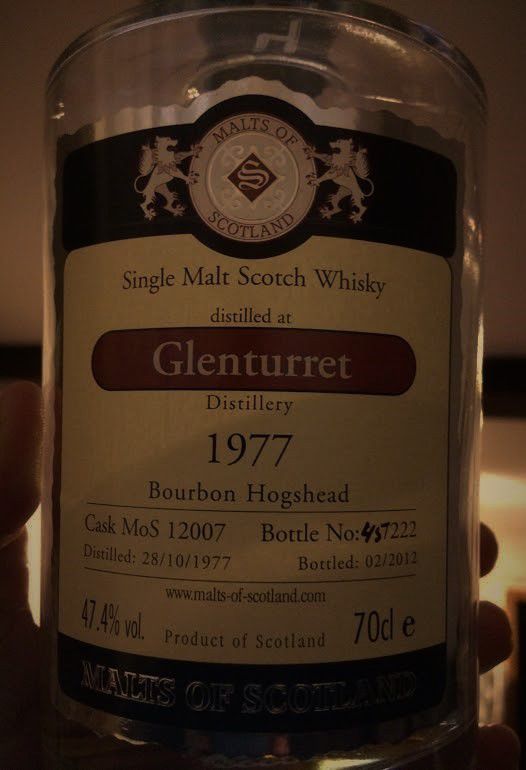 MALTS OF
S
SCOTLAND
Single Malt Scotch Whisky
distilled at
Glenturret
Distillery
1977
Bourbon Hogshead
Cask MoS 12007 Bottle No: /222
Distilled: 28/10/1977 Bottled: 02/2012
www.malts-of-scotland.com
47.4% vol. Product of Scotland 70cl e
MALTS OF SCOTLAND